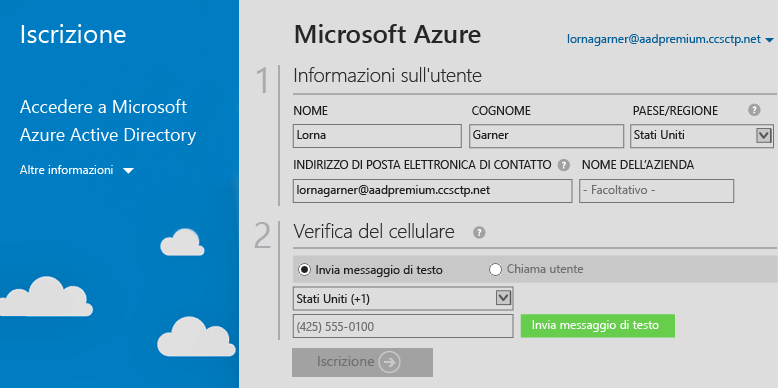 Iscrizione
Accedere a Microsoft
Azure Active Directory
Altre informazioni
Microsoft Azure
lornagarner@aadpremium.ccsctp.net
1
Informazioni sull'utente
NOME COGNOME PAESE/REGIONE ?
Lorna Garner Stati Uniti
INDIRIZZO DI POSTA ELETTRONICA DI CONTATTO ? NOME DELL'AZIENDA
lornagarner@aadpremium.ccsctp.net - Facoltativo -
2
Verifica del cellulare ?
Invia messaggio di testo Chiama utente
Stati Uniti (+1)
(425) 555-0100 Invia messaggio di testo
Iscrizione